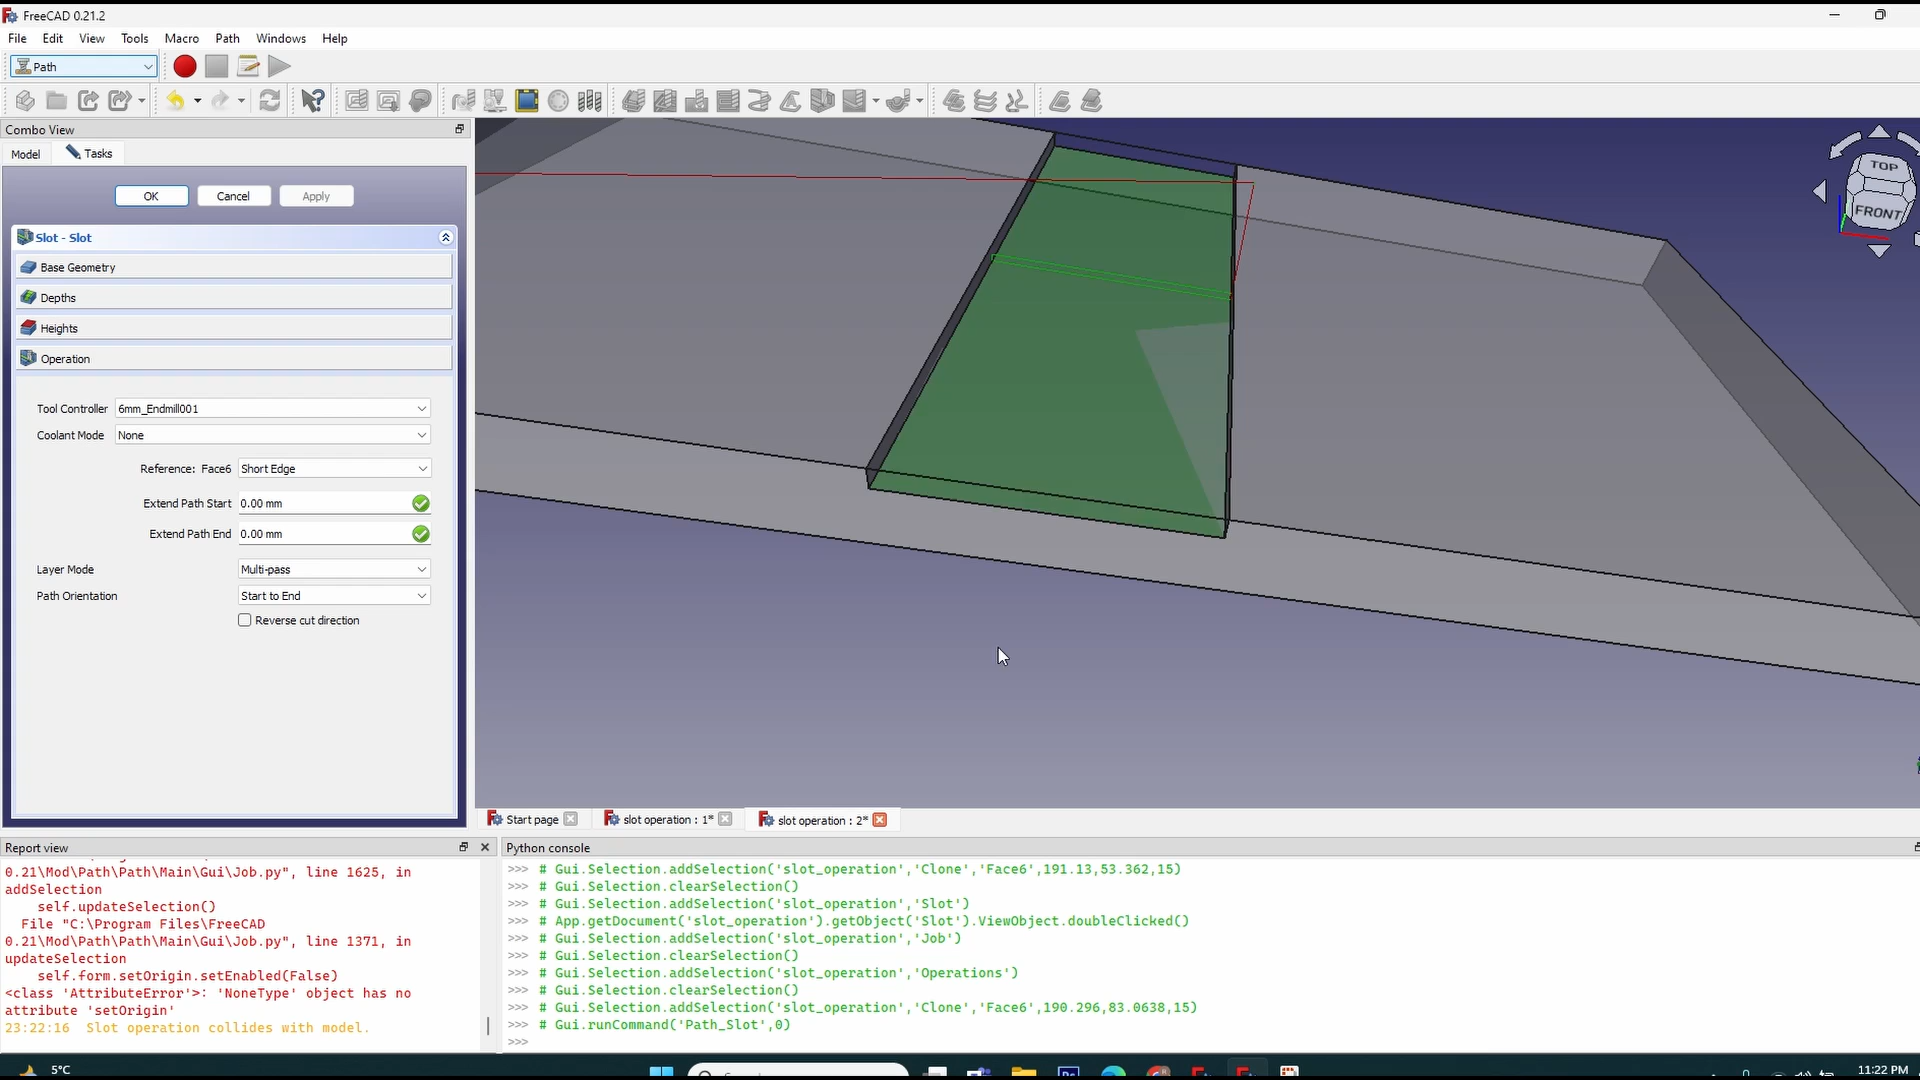 FreeCAD 0.21.2
File Edit View Tools Macro Path Windows Help
Path
Combo View
Model Tasks
OK Cancel Apply
Slot - Slot
Base Geometry
Depths
Heights
Operation
Tool Controller 6mm_Endmill001
Coolant Mode None
Reference: Face6 Short Edge
Extend Path Start 0.00 mm
Extend Path End 0.00 mm
Layer Mode Multi-pass
Path Orientation Start to End
Reverse cut direction
TOP
FRONT
Start page slot operation : 1* slot operation : 2*
Report view
0.21\Mod\Path\Path\Main\Gui\Job.py", line 1625, in
addSelection
self.updateSelection()
File "C:\Program Files\FreeCAD
0.21\Mod\Path\Path\Main\Gui\Job.py", line 1371, in
updateSelection
self.form.setOrigin.setEnabled(False)
<class 'AttributeError'>: 'NoneType' object has no
attribute 'setOrigin'
23:22:16 Slot operation collides with model.
Python console
>>> # Gui.Selection.addSelection('slot_operation','Clone','Face6',191.13,53.362,15)
>>> # Gui.Selection.clearSelection()
>>> # Gui.Selection.addSelection('slot_operation','Slot')
>>> # App.getDocument('slot_operation').getObject('Slot').ViewObject.doubleClicked()
>>> # Gui.Selection.addSelection('slot_operation','Job')
>>> # Gui.Selection.clearSelection()
>>> # Gui.Selection.addSelection('slot_operation','Operations')
>>> # Gui.Selection.clearSelection()
>>> # Gui.Selection.addSelection('slot_operation','Clone','Face6',190.296,83.0638,15)
>>> # Gui.runCommand('Path_Slot',0)
>>>
5°C
11:22 PM